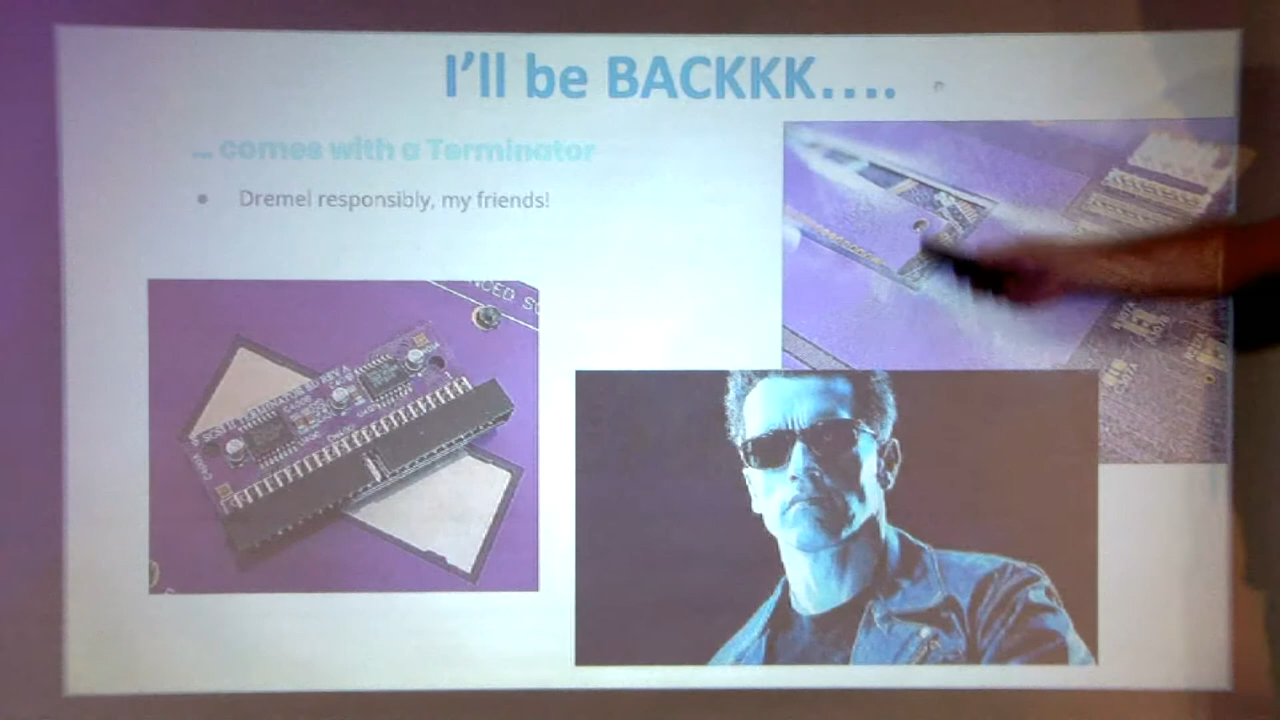 I’ll be BACKKK....
... comes with a Terminator
• Dremel responsibly, my friends!